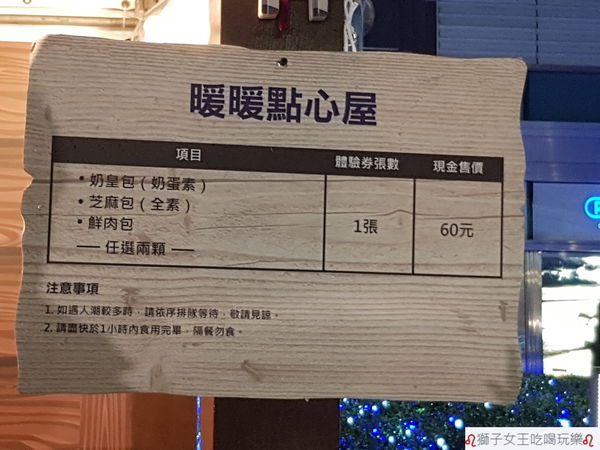 暖暖點心屋
項目 體驗券張數 現金售價
•奶皇包(奶蛋素)
•芝麻包(全素)
•鮮肉包
— 任選兩顆 —
1張 60元
注意事項
1. 如遇人潮較多時，請依序排隊等待，敬請見諒。
2. 請盡快於1小時內食用完畢，隔餐勿食。
獅子女王吃喝玩樂